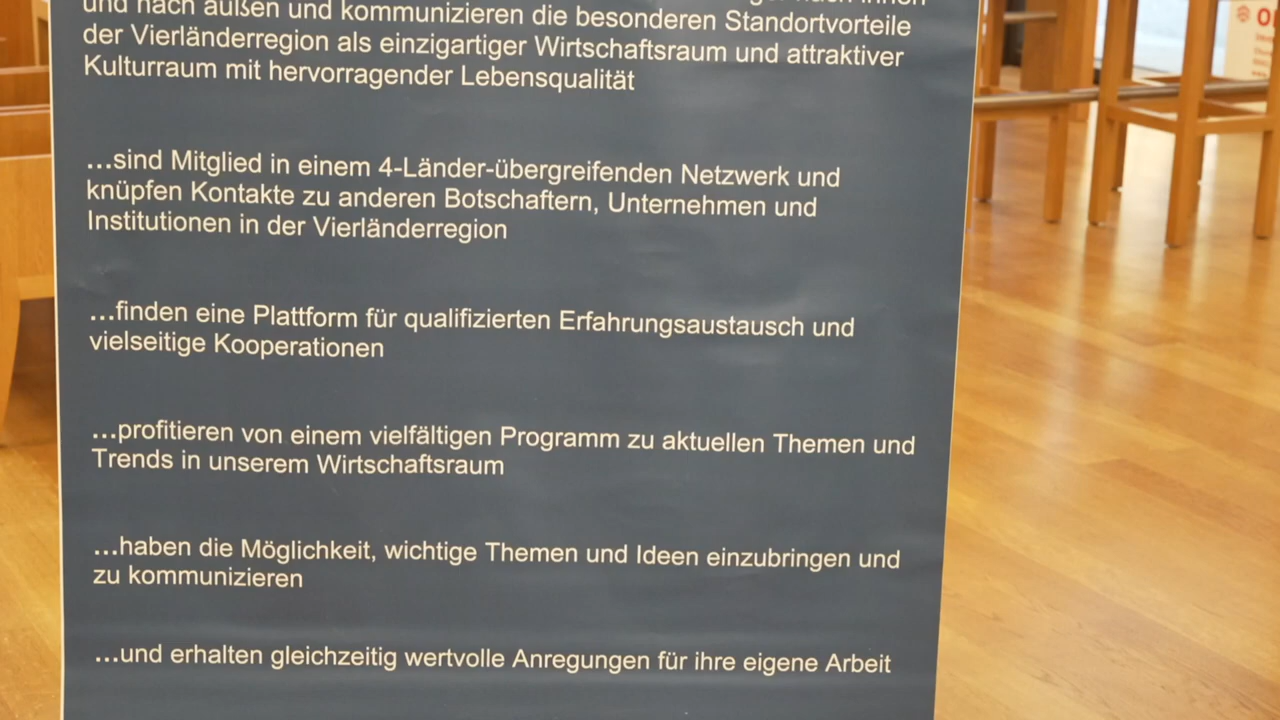 und nach außen und kommunizieren die besonderen Standortvorteile
der Vierländerregion als einzigartiger Wirtschaftsraum und attraktiver
Kulturraum mit hervorragender Lebensqualität
...sind Mitglied in einem 4-Länder-übergreifenden Netzwerk und
knüpfen Kontakte zu anderen Botschaftern, Unternehmen und
Institutionen in der Vierländerregion
...finden eine Plattform für qualifizierten Erfahrungsaustausch und
vielseitige Kooperationen
...profitieren von einem vielfältigen Programm zu aktuellen Themen und
Trends in unserem Wirtschaftsraum
...haben die Möglichkeit, wichtige Themen und Ideen einzubringen und
zu kommunizieren
...und erhalten gleichzeitig wertvolle Anregungen für ihre eigene Arbeit